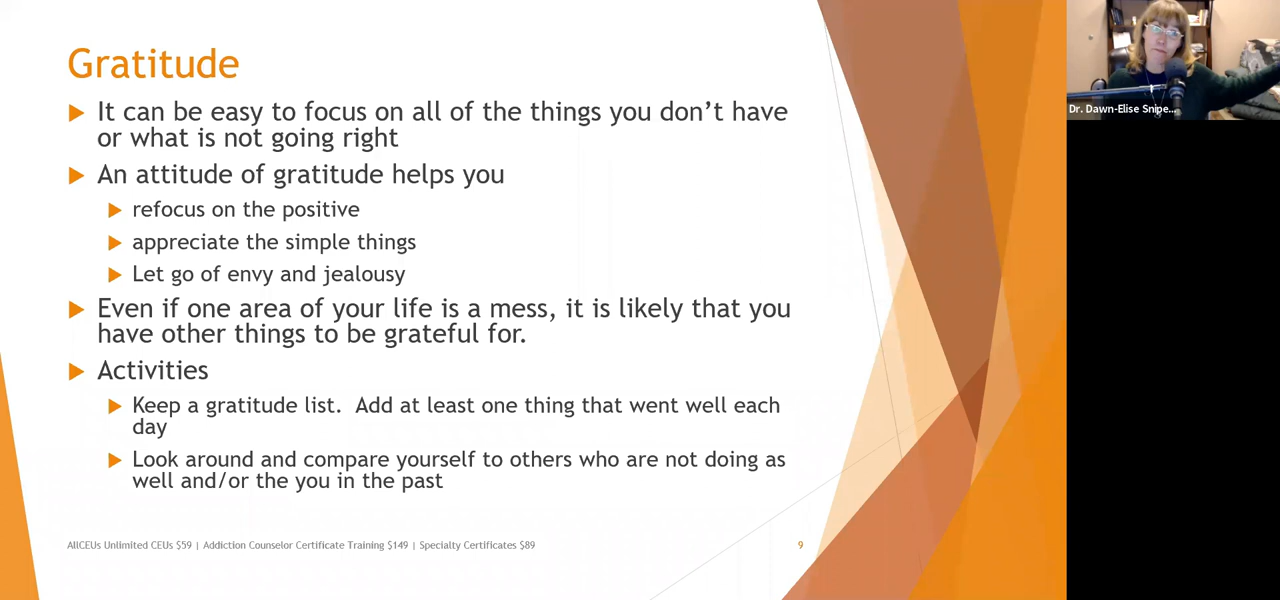 Gratitude
It can be easy to focus on all of the things you don’t have
or what is not going right
An attitude of gratitude helps you
refocus on the positive
appreciate the simple things
Let go of envy and jealousy
Even if one area of your life is a mess, it is likely that you
have other things to be grateful for.
Activities
Keep a gratitude list.  Add at least one thing that went well each
day
Look around and compare yourself to others who are not doing as
well and/or the you in the past
AllCEUs Unlimited CEUs $59 | Addiction Counselor Certificate Training $149 | Specialty Certificates $89
9
Dr. Dawn-Elise Snipe...